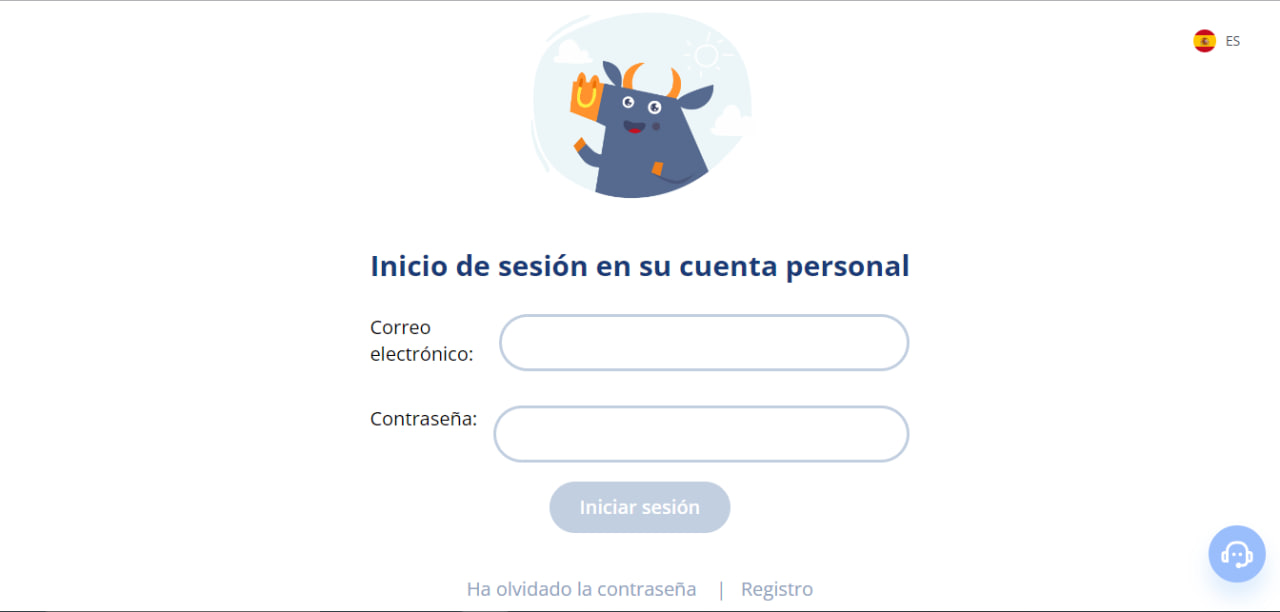 ES
Inicio de sesión en su cuenta personal
Correo
electrónico:
Contraseña:
Iniciar sesión
Ha olvidado la contraseña | Registro